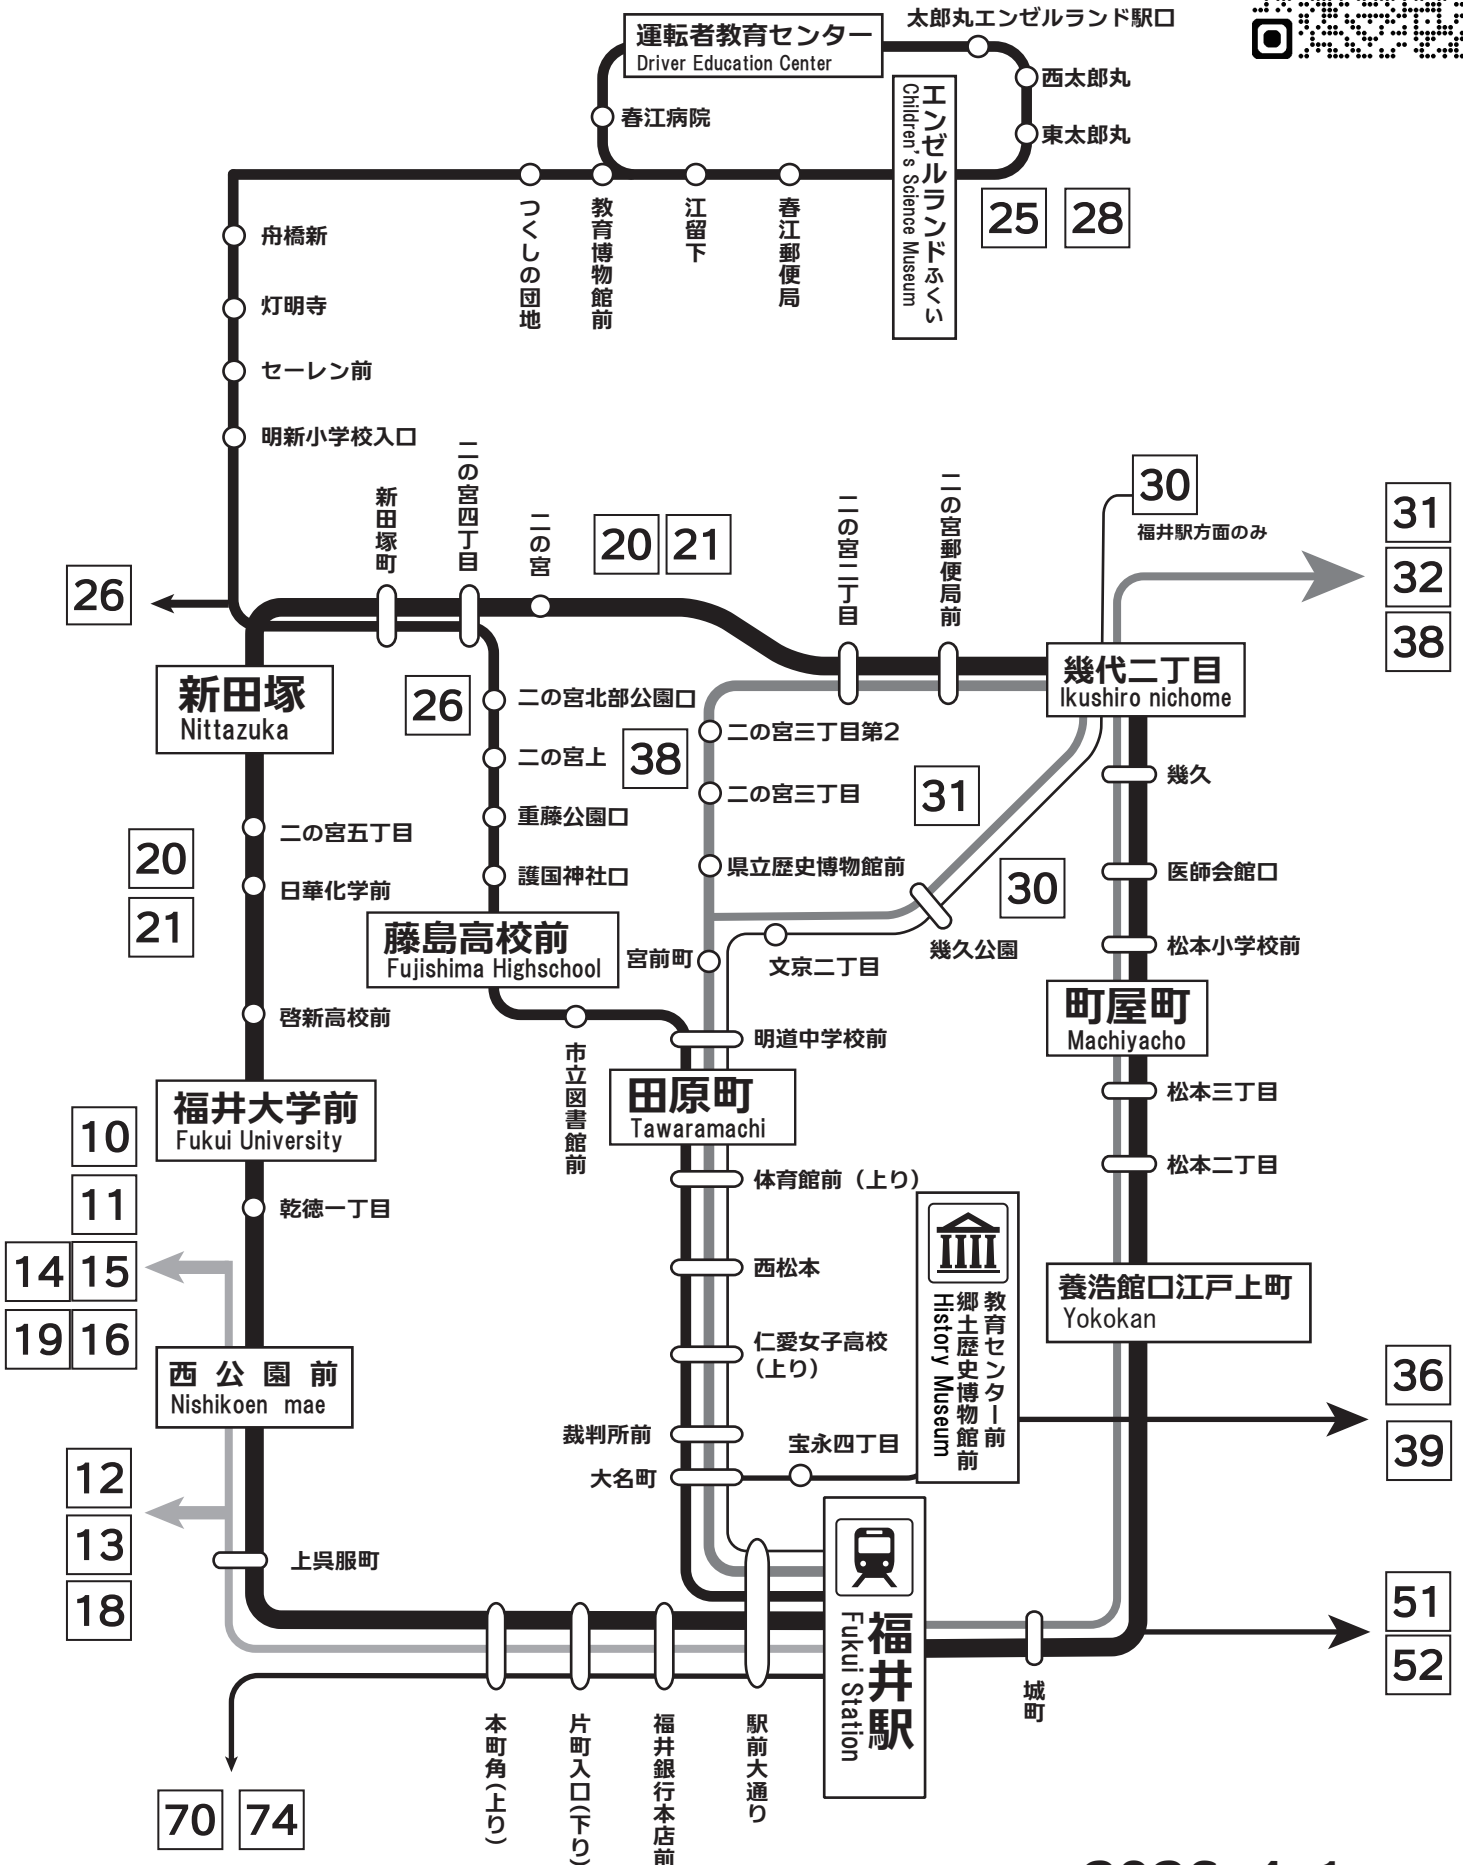 太郎丸エンゼルランド駅口
運転者教育センター
Driver Education Center
西太郎丸
春江病院
東太郎丸
エンゼルランドふくい
Children's Science Museum
25
28
つくしの団地
教育博物館前
江留下
春江郵便局
舟橋新
灯明寺
セーレン前
明新小学校入口
新田塚町
二の宮四丁目
二の宮
20
21
二の宮二丁目
二の宮郵便局前
30
福井駅方面のみ
31
32
38
26
新田塚
Nittazuka
26
二の宮北部公園口
二の宮上
重藤公園口
護国神社口
38
二の宮三丁目第2
二の宮三丁目
県立歴史博物館前
幾代二丁目
Ikushiro nichome
31
30
幾久
医師会館口
松本小学校前
二の宮五丁目
20
日華化学前
21
藤島高校前
Fujishima Highschool
宮前町
文京二丁目
幾久公園
町屋町
Machiyacho
啓新高校前
市立図書館前
明道中学校前
田原町
Tawaramachi
松本三丁目
松本二丁目
福井大学前
Fukui University
10
11
14
15
19
16
乾徳一丁目
体育館前（上り）
西松本
仁愛女子高校
（上り）
教育センター前
郷土歴史博物館前
History Museum
養浩館口江戸上町
Yokokan
西公園前
Nishikoen mae
裁判所前
大名町
宝永四丁目
36
39
12
13
18
上呉服町
福井駅
Fukui Station
51
52
城町
本町角(上り)
片町入口(下り)
福井銀行本店前
駅前大通り
70
74